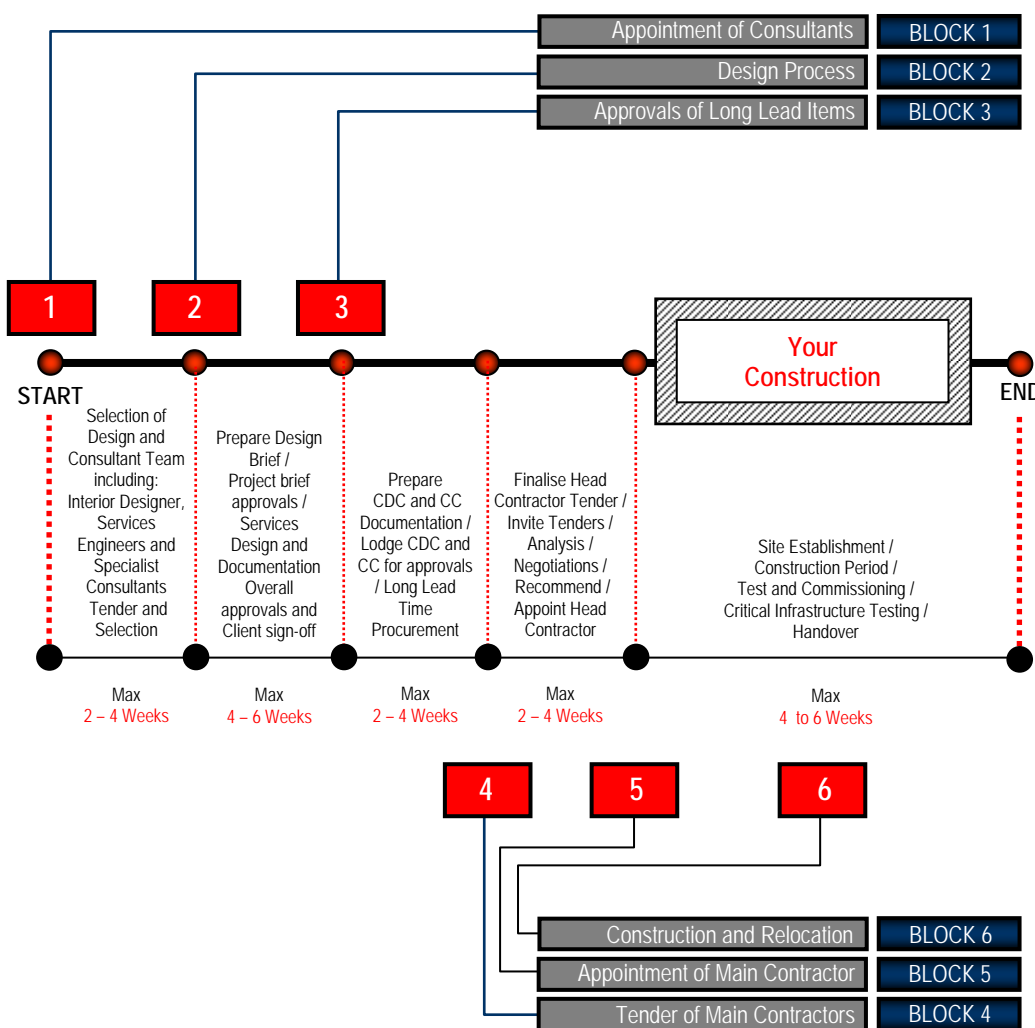 Appointment of Consultants BLOCK 1
Design Process BLOCK 2
Approvals of Long Lead Items BLOCK 3
1 2 3
Your
Construction
START
END
Selection of
Design and
Consultant Team
including:
Interior Designer,
Services
Engineers and
Specialist
Consultants
Tender and
Selection
Prepare Design
Brief /
Project brief
approvals /
Services
Design and
Documentation
Overall
approvals and
Client sign-off
Prepare
CDC and CC
Documentation /
Lodge CDC and
CC for approvals
/ Long Lead
Time
Procurement
Finalise Head
Contractor Tender /
Invite Tenders /
Analysis /
Negotiations /
Recommend /
Appoint Head
Contractor
Site Establishment /
Construction Period /
Test and Commissioning /
Critical Infrastructure Testing /
Handover
Max
2 – 4 Weeks
Max
4 – 6 Weeks
Max
2 – 4 Weeks
Max
2 – 4 Weeks
Max
4 to 6 Weeks
4 5 6
Construction and Relocation BLOCK 6
Appointment of Main Contractor BLOCK 5
Tender of Main Contractors BLOCK 4